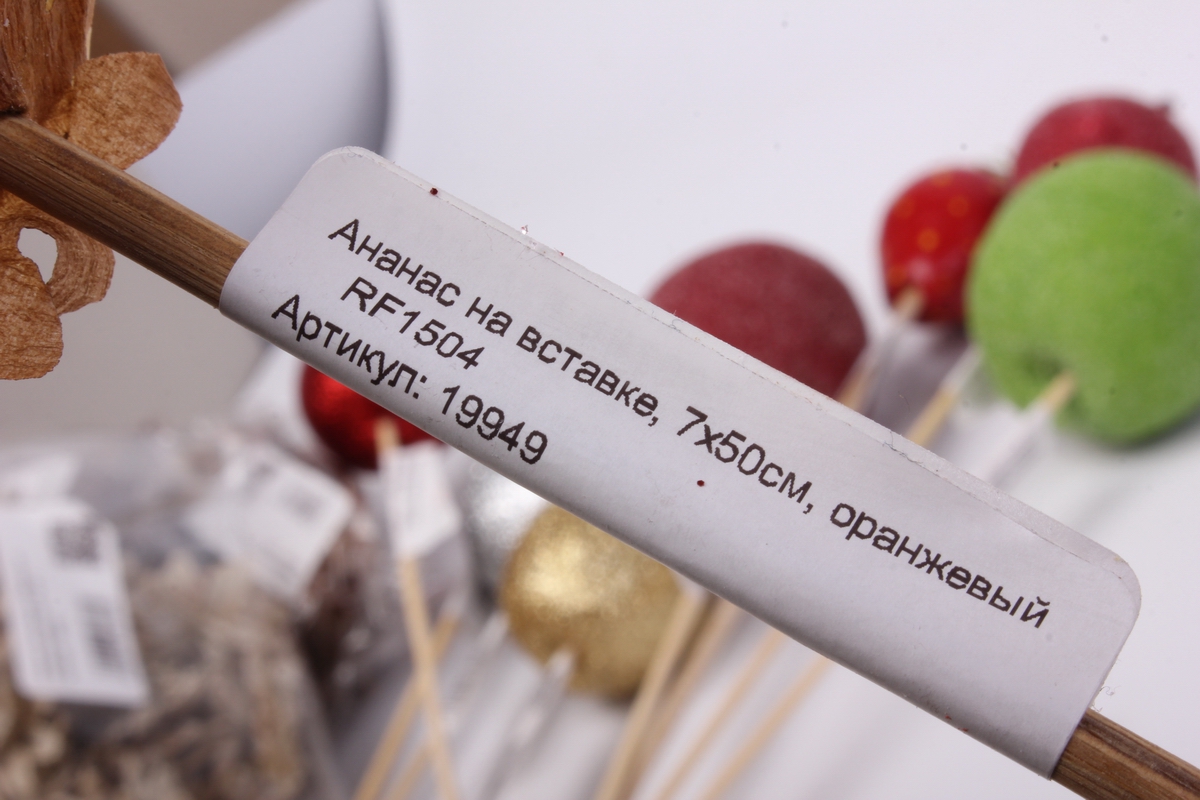 Ананас на вставке, 7х50см, оранжевый
RF1504
Артикул: 19949